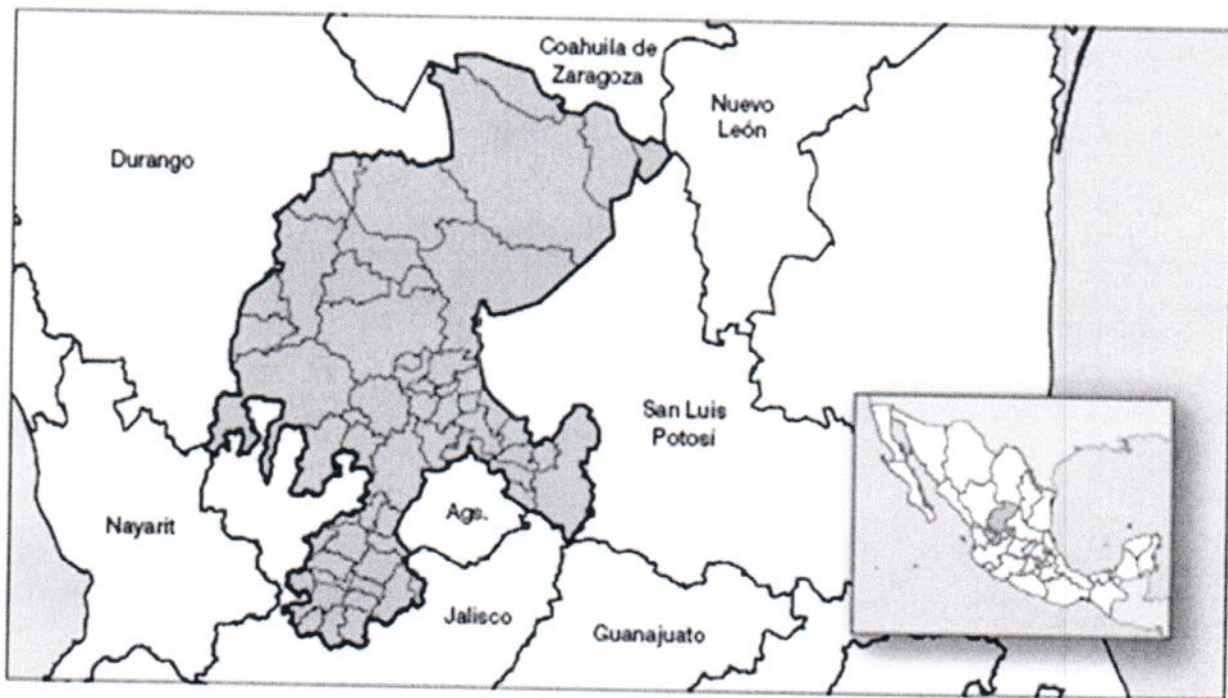 Coahuila de
Zaragoza
Nuevo
León
Durango
San Luis
Potosí
Ags.
Nayarit
Jalisco
Guanajuato